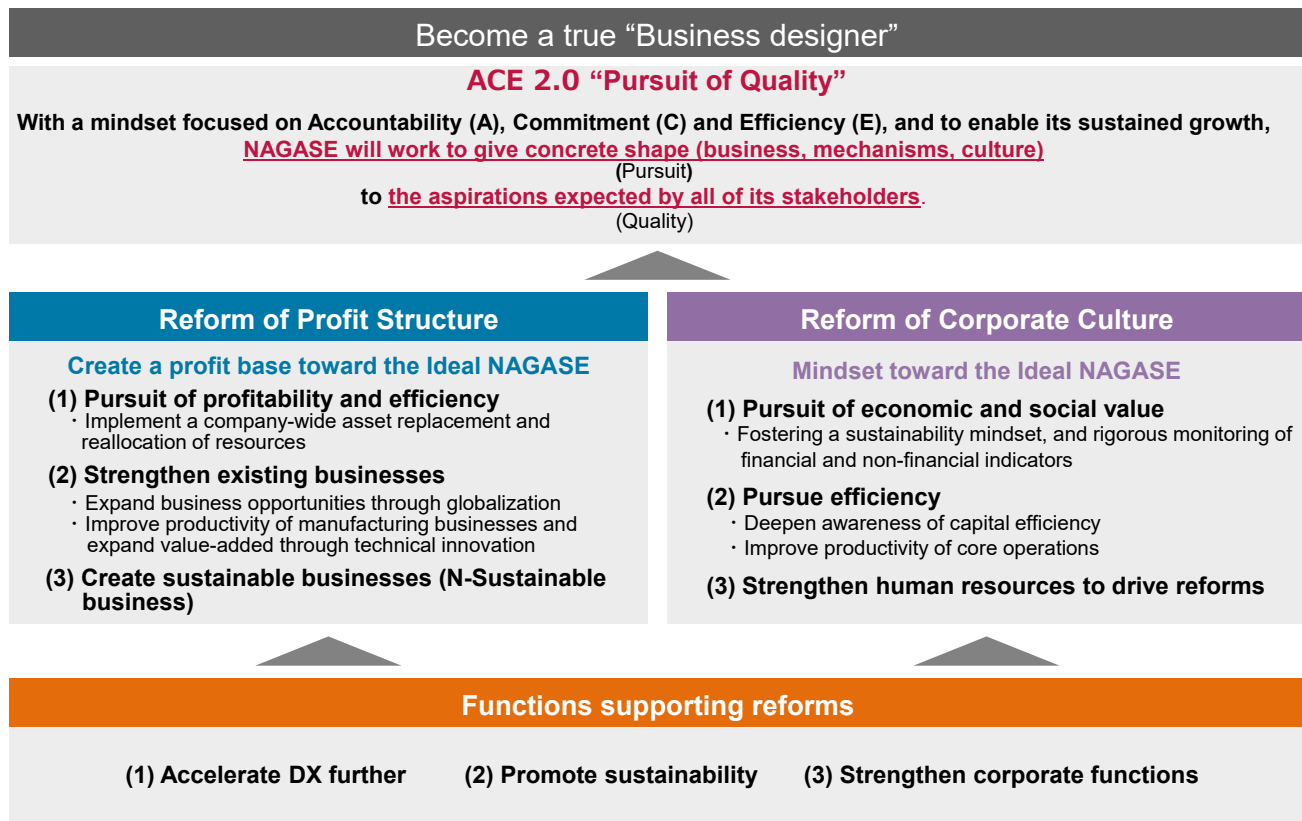 Become a true “Business designer”
ACE 2.0 “Pursuit of Quality”
With a mindset focused on Accountability (A), Commitment (C) and Efficiency (E), and to enable its sustained growth,
NAGASE will work to give concrete shape (business, mechanisms, culture)
(Pursuit)
to the aspirations expected by all of its stakeholders.
(Quality)
Reform of Profit Structure
Create a profit base toward the Ideal NAGASE
(1) Pursuit of profitability and efficiency
・Implement a company-wide asset replacement and
reallocation of resources
(2) Strengthen existing businesses
・Expand business opportunities through globalization
・Improve productivity of manufacturing businesses and
expand value-added through technical innovation
(3) Create sustainable businesses (N-Sustainable
business)
Reform of Corporate Culture
Mindset toward the Ideal NAGASE
(1) Pursuit of economic and social value
・Fostering a sustainability mindset, and rigorous monitoring of
financial and non-financial indicators
(2) Pursue efficiency
・Deepen awareness of capital efficiency
・Improve productivity of core operations
(3) Strengthen human resources to drive reforms
Functions supporting reforms
(1) Accelerate DX further
(2) Promote sustainability
(3) Strengthen corporate functions